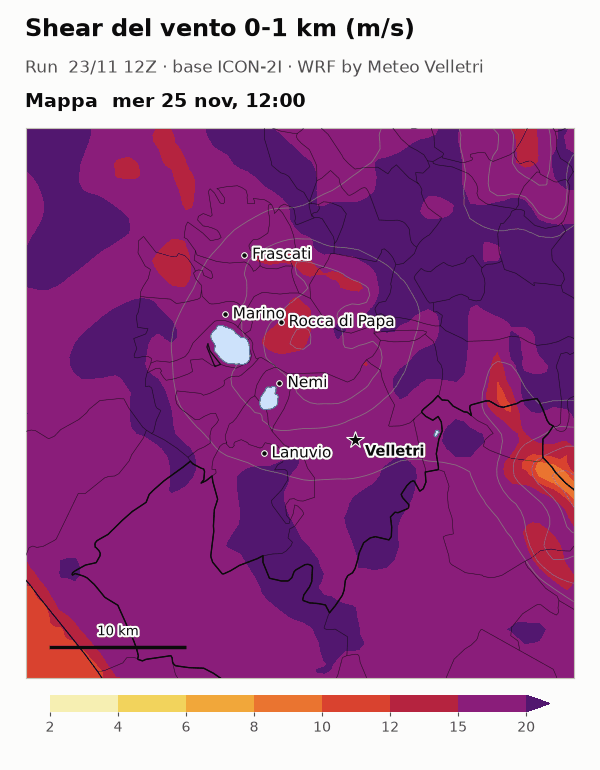 Shear del vento 0-1 km (m/s)
Run  23/11 12Z · base ICON-2I · WRF by Meteo Velletri
Mappa  mer 25 nov, 12:00
Frascati
Marino
Rocca di Papa
Nemi
Velletri
Lanuvio
10 km
2 4 6 8 10 12 15 20